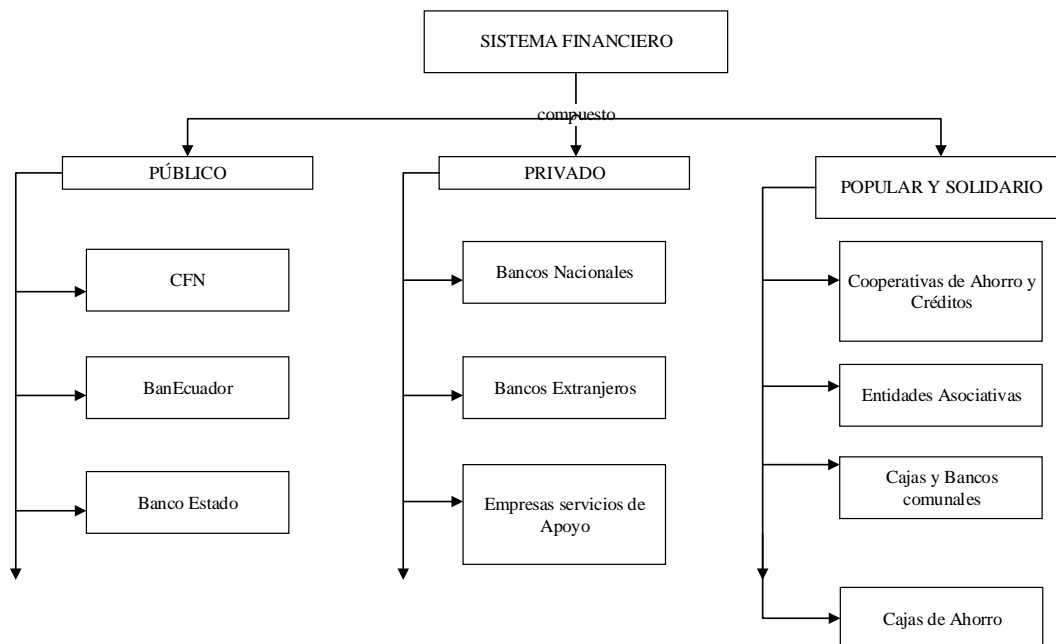 SISTEMA FINANCIERO
compuesto
PÚBLICO
PRIVADO
POPULAR Y SOLIDARIO
CFN
BanEcuador
Banco Estado
Bancos Nacionales
Bancos Extranjeros
Empresas servicios de
Apoyo
Cooperativas de Ahorro y
Créditos
Entidades Asociativas
Cajas y Bancos
comunales
Cajas de Ahorro